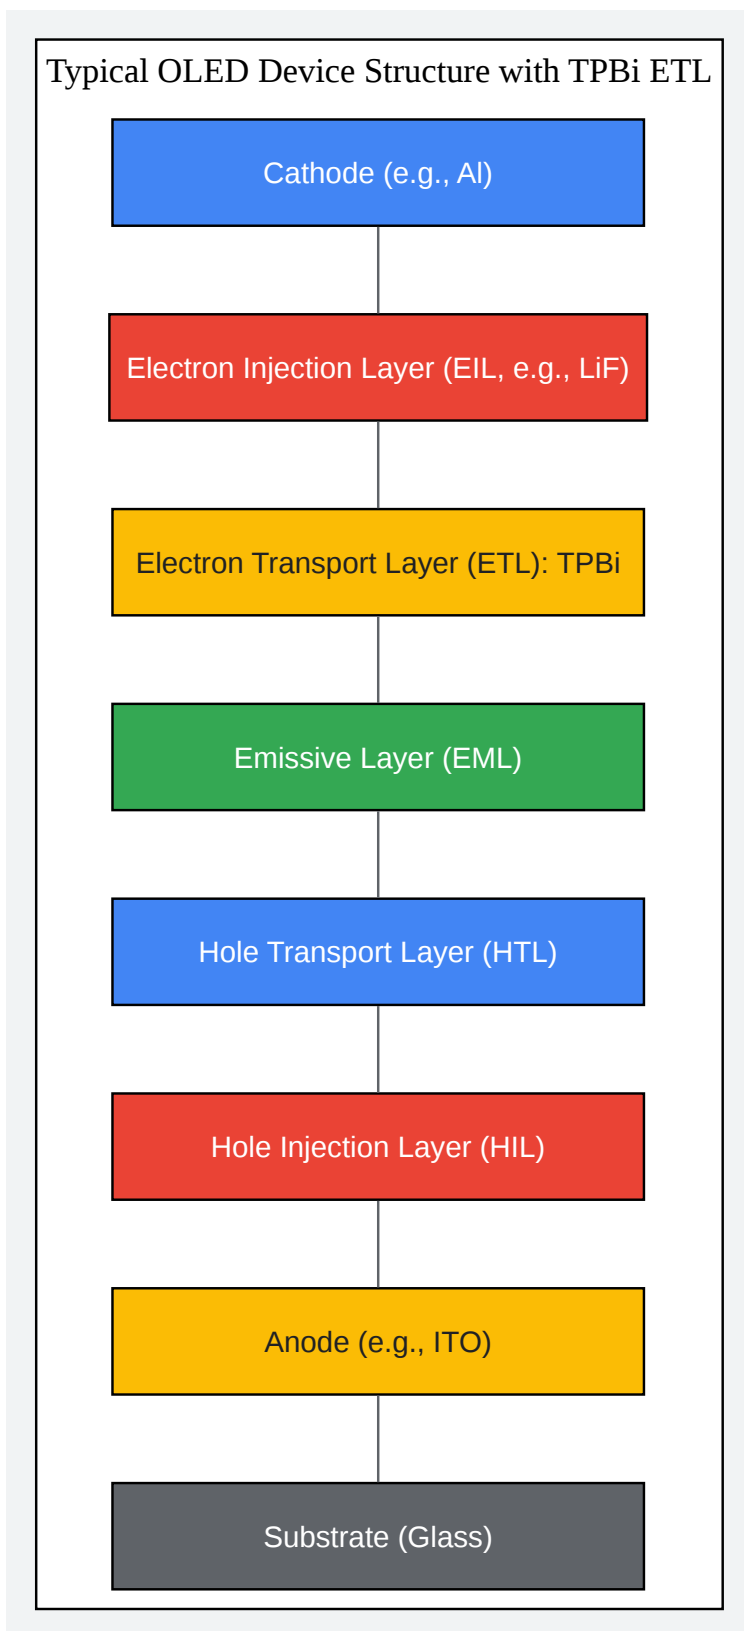 Typical OLED Device Structure with TPBi ETL
Cathode (e.g., Al)
Electron Injection Layer (EIL, e.g., LiF)
Electron Transport Layer (ETL): TPBi
Emissive Layer (EML)
Hole Transport Layer (HTL)
Hole Injection Layer (HIL)
Anode (e.g., ITO)
Substrate (Glass)